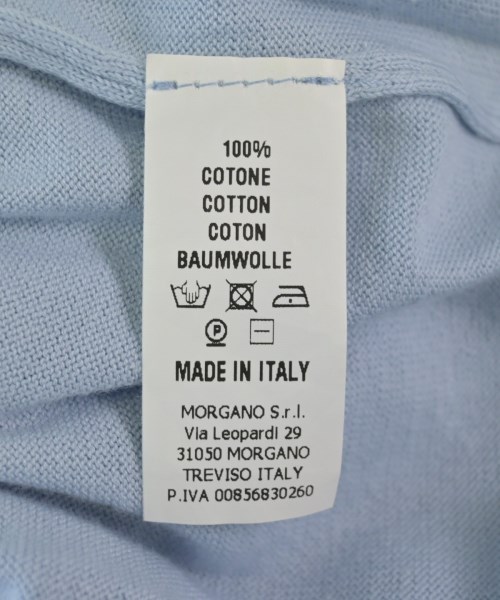 100%
COTONE
COTTON
COTON
BAUMWOLLE
P
MADE IN ITALY
MORGANO S.r.l.
Via Leopardi 29
31050 MORGANO
TREVISO ITALY
P.IVA 00856830260